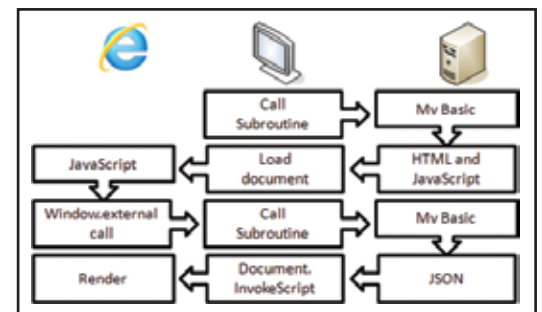 Call
Subroutine
Mv Basic
JavaScript
Load
document
HTML and
JavaScript
Window.external
call
Call
Subroutine
Mv Basic
Render
Document.
InvokeScript
JSON